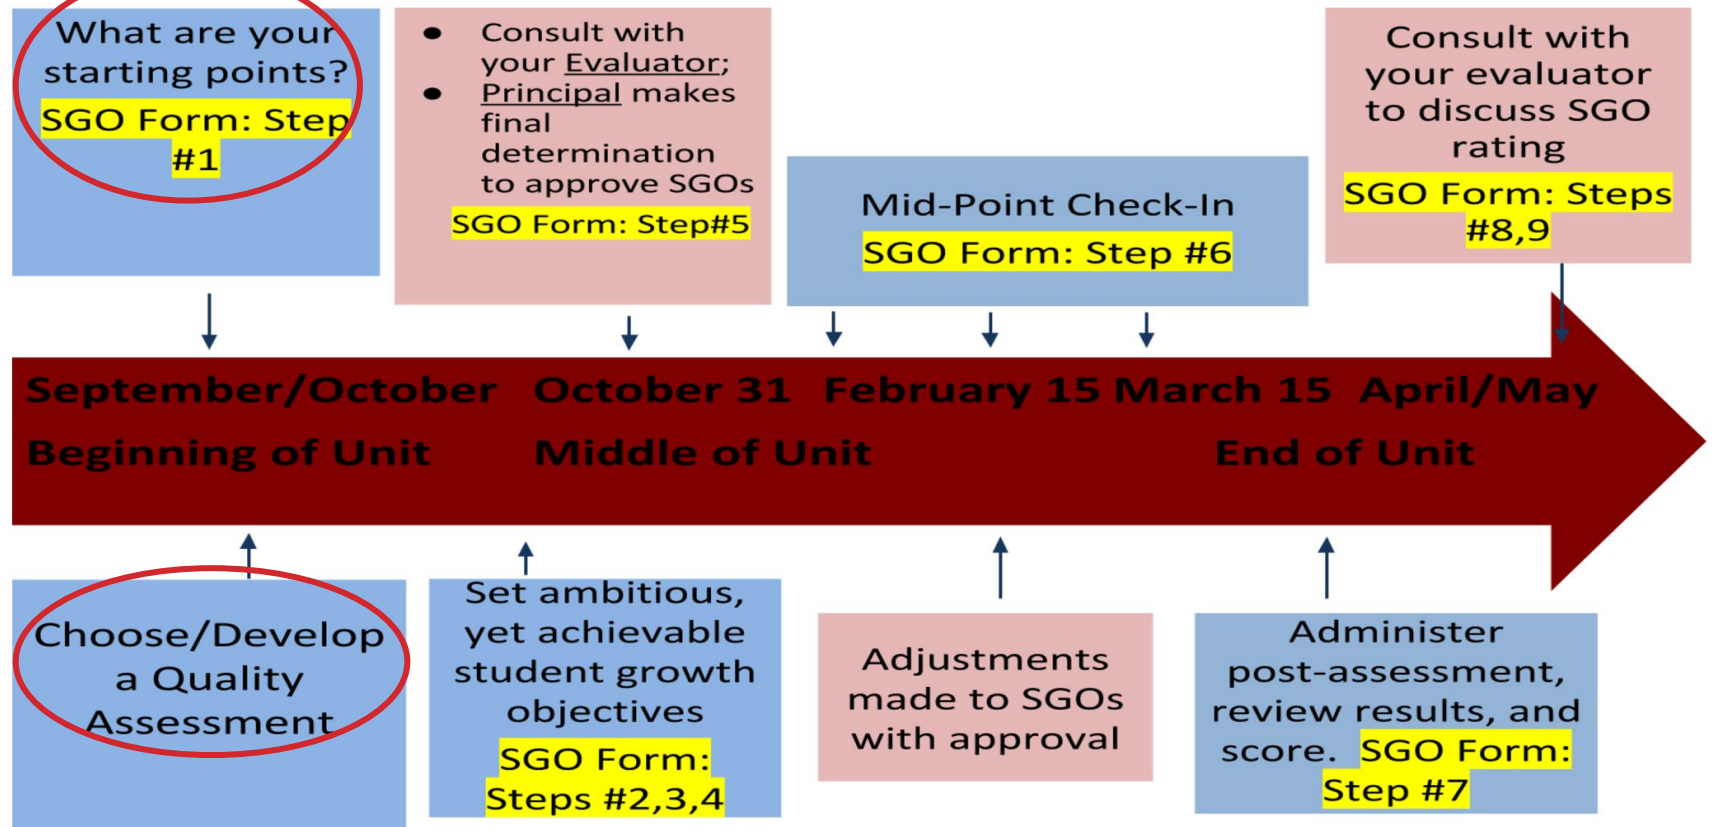 What are your
starting points?
SGO Form: Step
#1
● Consult with
your Evaluator;
● Principal makes
final
determination
to approve SGOs
SGO Form: Step#5
Mid-Point Check-In
SGO Form: Step #6
Consult with
your evaluator
to discuss SGO
rating
SGO Form: Steps
#8,9
September/October October 31 February 15 March 15 April/May
Beginning of Unit Middle of Unit End of Unit
Choose/Develop
a Quality
Assessment
Set ambitious,
yet achievable
student growth
objectives
SGO Form:
Steps #2,3,4
Adjustments
made to SGOs
with approval
Administer
post-assessment,
review results, and
score. SGO Form:
Step #7